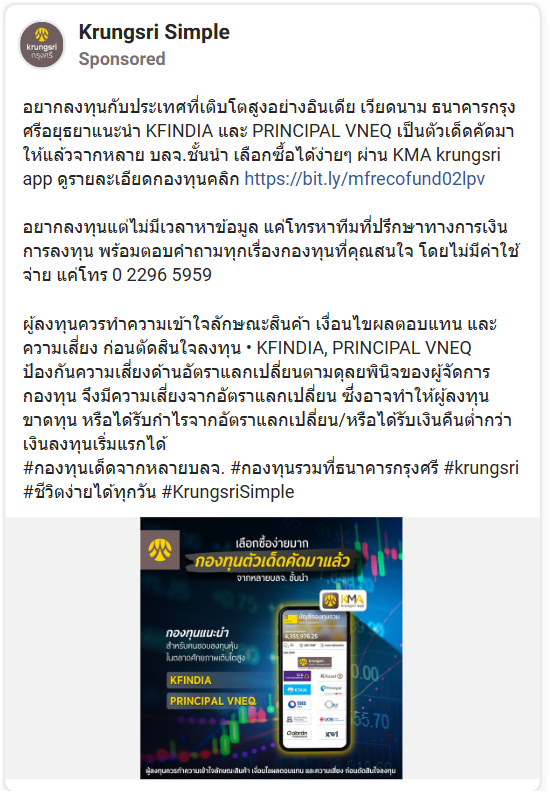 Krungsri Simple
Sponsored
krungsri
กรุงศรี
อยากลงทุนกับประเทศที่เติบโตสูงอย่างอินเดีย เวียดนาม ธนาคารกรุง
ศรีอยุธยาแนะนำ KFINDIA และ PRINCIPAL VNEQ เป็นตัวเด็ดคัดมา
ให้แล้วจากหลาย บลจ.ชั้นนำ เลือกซื้อได้ง่ายๆ ผ่าน KMA krungsri
app ดูรายละเอียดกองทุนคลิก https://bit.ly/mfrecofund02lpv
อยากลงทุนแต่ไม่มีเวลาหาข้อมูล แค่โทรหาทีมที่ปรึกษาทางการเงิน
การลงทุน พร้อมตอบคำถามทุกเรื่องกองทุนที่คุณสนใจ โดยไม่มีค่าใช้
จ่าย แค่โทร 0 2296 5959
ผู้ลงทุนควรทำความเข้าใจลักษณะสินค้า เงื่อนไขผลตอบแทน และ
ความเสี่ยง ก่อนตัดสินใจลงทุน • KFINDIA, PRINCIPAL VNEQ
ป้องกันความเสี่ยงด้านอัตราแลกเปลี่ยนตามดุลยพินิจของผู้จัดการ
กองทุน จึงมีความเสี่ยงจากอัตราแลกเปลี่ยน ซึ่งอาจทำให้ผู้ลงทุน
ขาดทุน หรือได้รับกำไรจากอัตราแลกเปลี่ยน/หรือได้รับเงินคืนต่ำกว่า
เงินลงทุนเริ่มแรกได้
#กองทุนเด็ดจากหลายบลจ. #กองทุนรวมที่ธนาคารกรุงศรี #krungsri
#ชีวิตง่ายได้ทุกวัน #KrungsriSimple
เลือกซื้อง่ายมาก
กองทุนตัวเด็ดคัดมาแล้ว
จากหลายบลจ. ชั้นนำ
KMA
krungsri app
บัญชีกองทุนรวม
4,355,976.25
กองทุนแนะนำ
สำหรับคนชอบลงทุนหุ้น
ในตลาดศักยภาพเติบโตสูง
KFINDIA
PRINCIPAL VNEQ
krungsri
KAsset
KTAM
Principal
UOB
abrdn
KWI
55.70
ผู้ลงทุนควรทำความเข้าใจลักษณะสินค้า เงื่อนไขผลตอบแทน และความเสี่ยง ก่อนตัดสินใจลงทุน